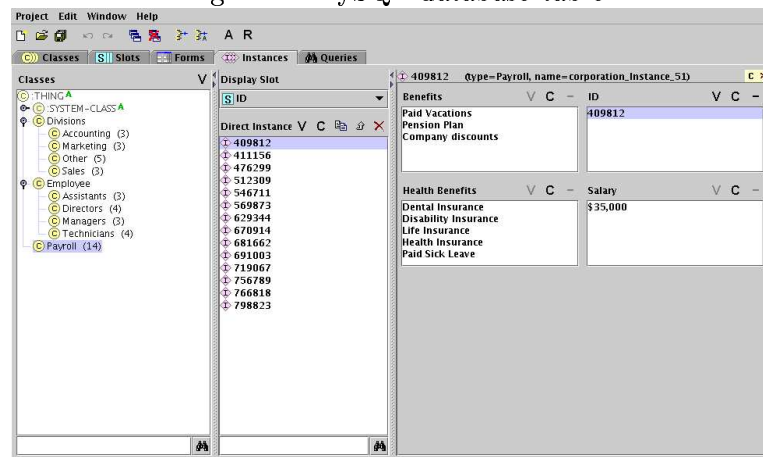 Project Edit Window Help
A R
C Classes S Slots Forms Instances Queries
Classes V
C :THING A
C :SYSTEM-CLASS A
C Divisions
C Accounting (3)
C Marketing (3)
C Other (5)
C Sales (3)
C Employee
C Assistants (3)
C Directors (4)
C Managers (3)
C Technicians (4)
C Payroll (14)
Display Slot
S ID
Direct Instance V C
409812
411156
476299
512309
546711
569873
629344
670914
681662
691003
719067
756789
766818
798823
409812 (type=Payroll, name=corporation_Instance_51) C
Benefits V C –
Paid Vacations
Pension Plan
Company discounts
ID V C –
409812
Health Benefits V C –
Dental Insurance
Disability Insurance
Life Insurance
Health Insurance
Paid Sick Leave
Salary V C –
$35,000